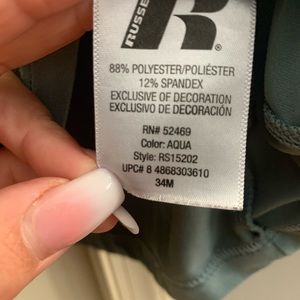 R
88% POLYESTER/POLIÉSTER
12% SPANDEX
EXCLUSIVE OF DECORATION
EXCLUSIVO DE DECORACIÓN
RN# 52469
Color: AQUA
Style: RS15202
UPC# 8 4868303610
34M